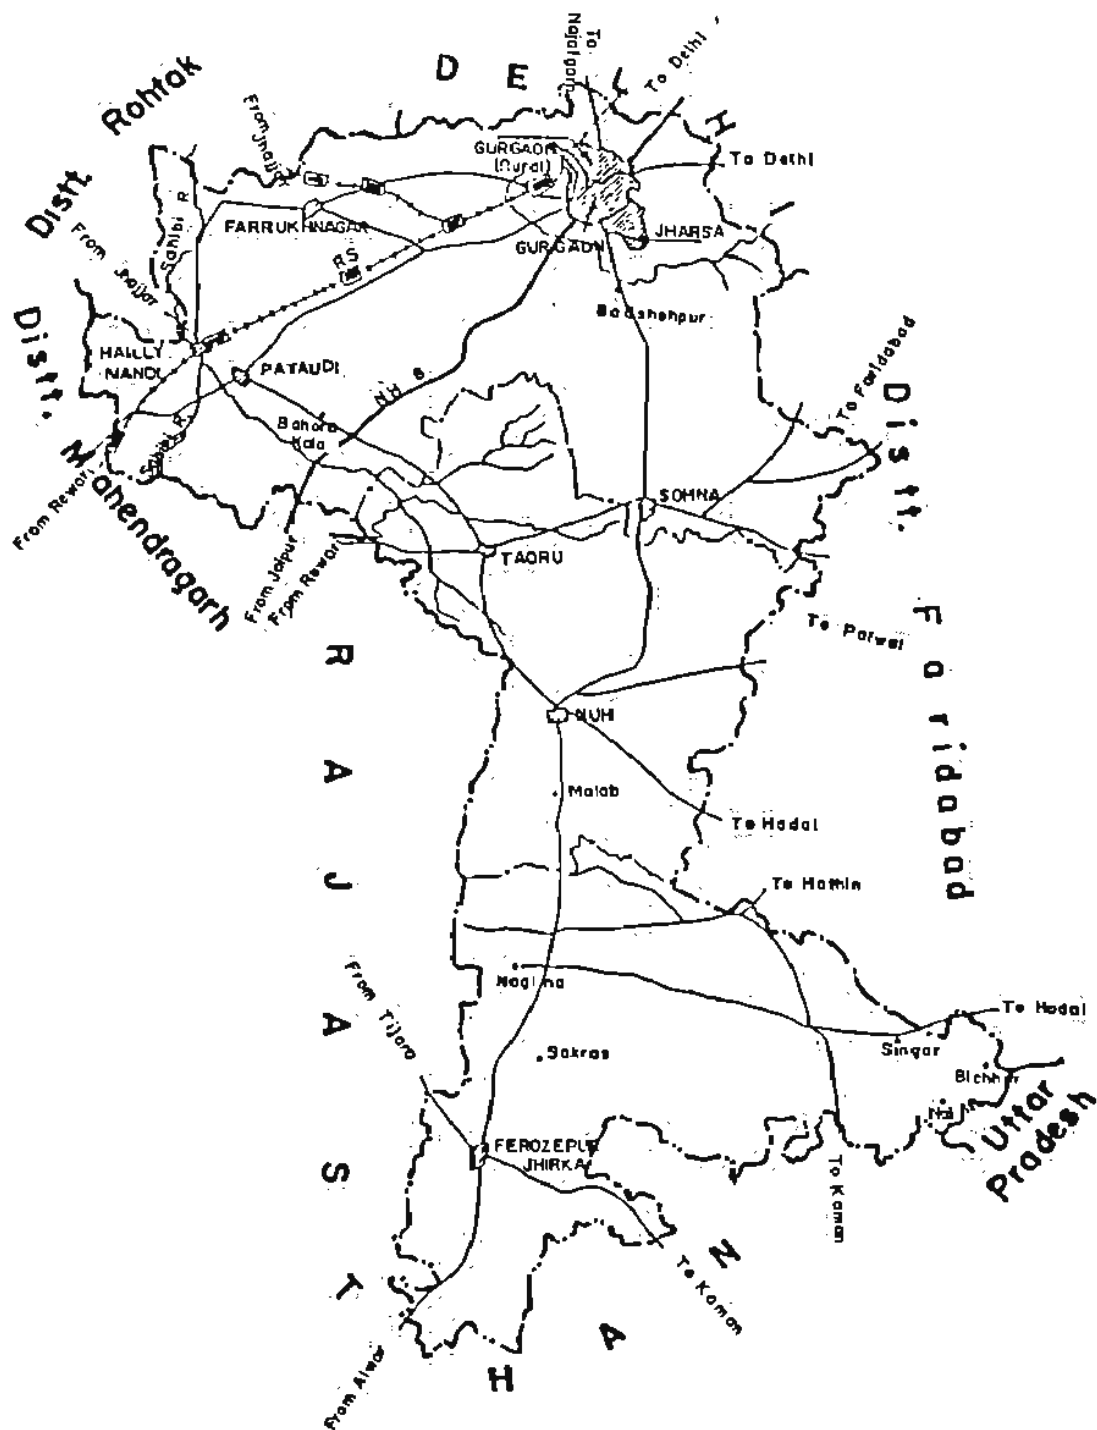 To
Najafgarh
To Delhi
D E H
Distt. Rohtak
From Jhajjar
GURGAON
(Rural)
To Delhi
Sahibi R
FARRUKHNAGAR
GURGAON
JHARSA
From Jhajjar
RS
Badshahpur
HAILLY
MANDI
PATAUDI
NH 8
To Faridabad
Bahora
Kala
Sahibi R.
Distt. Mahendragarh
From Rewari
SOHNA
Distt. Faridabad
From Jaipur
From Rewari
TAORU
To Palwal
NUH
Malab
To Hodal
To Hathin
Nagina
To Hodal
From Tijara
Sakras
Singar
Bichhor
Nai
Uttar
Pradesh
FEROZEPUR
JHIRKA
To Kaman
To Kaman
From Alwar
R A J A S T H A N